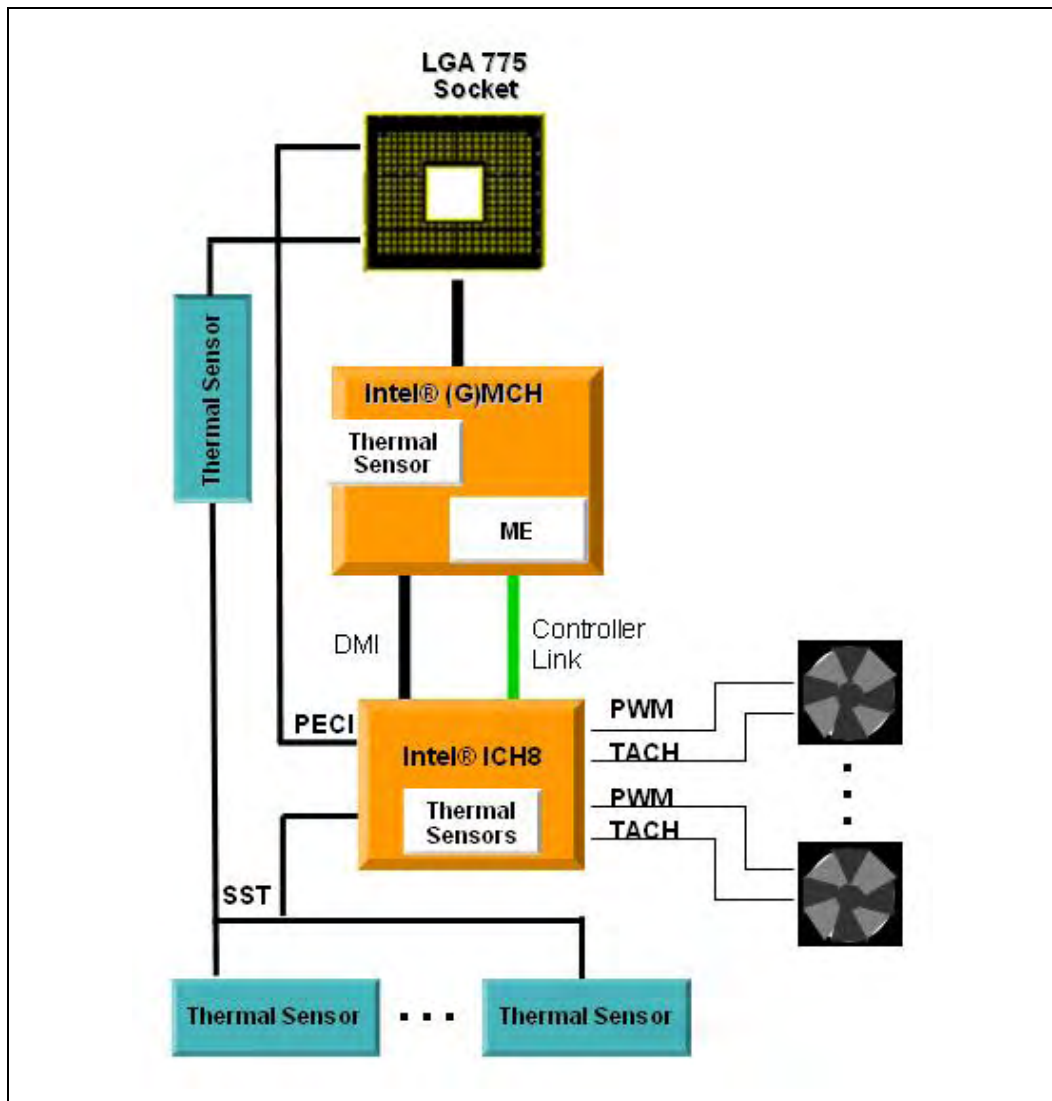 LGA 775
Socket
Thermal Sensor
Intel® (G)MCH
Thermal
Sensor
ME
DMI
Controller
Link
PECI
Intel® ICH8
Thermal
Sensors
PWM
TACH
PWM
TACH
SST
Thermal Sensor
Thermal Sensor